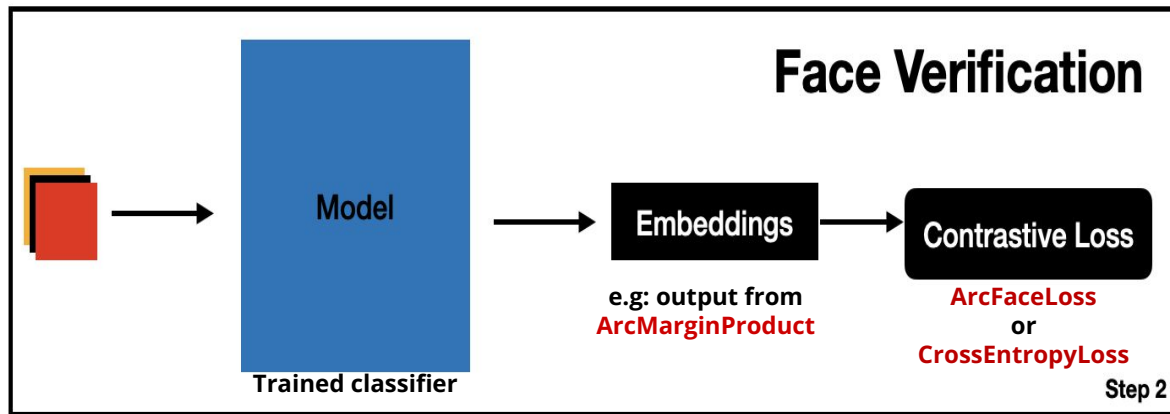 Face Verification
Model
Embeddings
Contrastive Loss
e.g: output from
ArcMarginProduct
ArcFaceLoss
or
CrossEntropyLoss
Trained classifier
Step 2